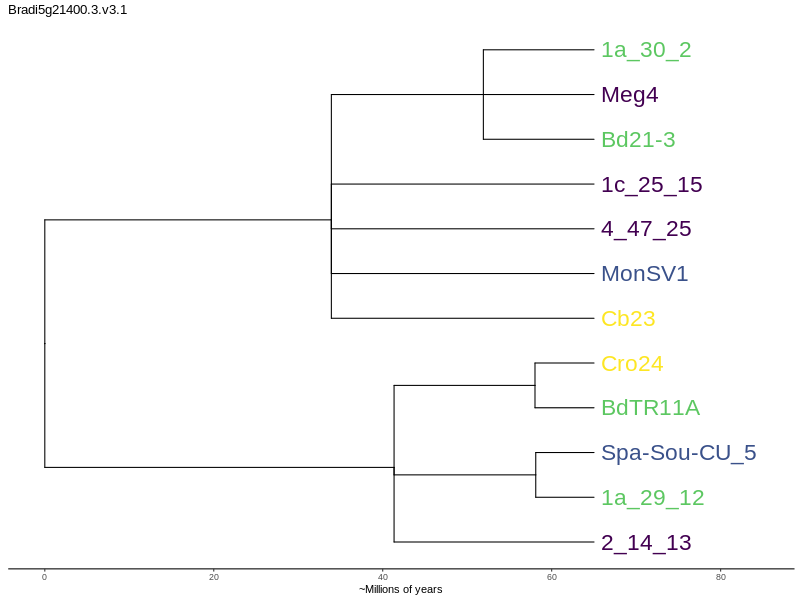 Bradi5g21400.3.v3.1
1a_30_2
Meg4
Bd21-3
1c_25_15
4_47_25
MonSV1
Cb23
Cro24
BdTR11A
Spa-Sou-CU_5
1a_29_12
2_14_13
0 20 40 60 80
~Millions of years